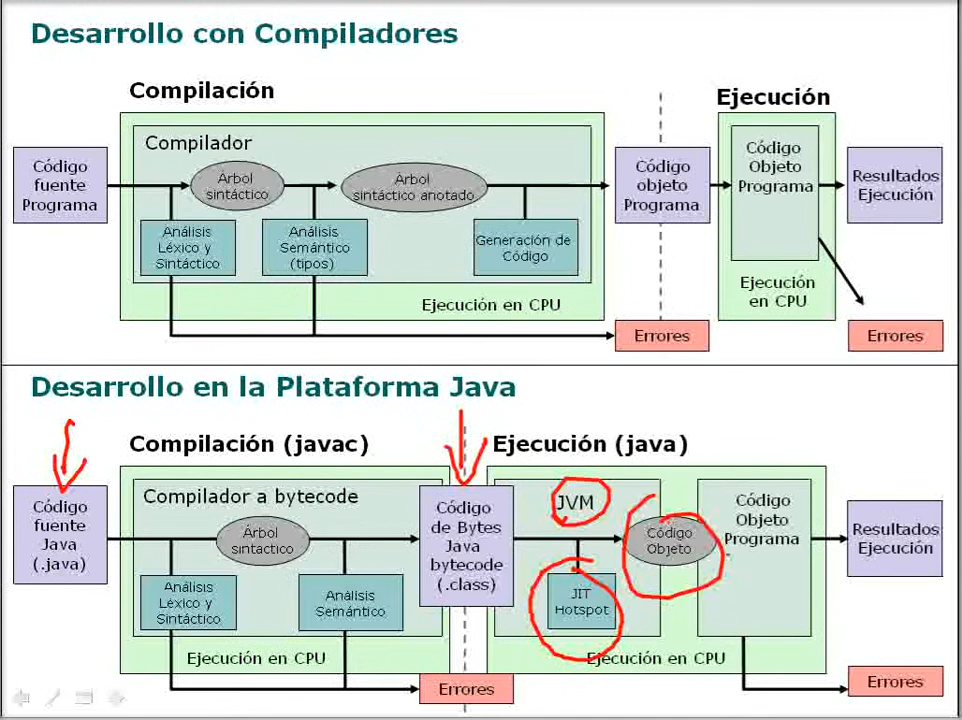 Desarrollo con Compiladores
Compilación
Ejecución
Compilador
Código
fuente
Programa
Árbol
sintáctico
Árbol
sintáctico anotado
Análisis
Léxico y
Sintáctico
Análisis
Semántico
(tipos)
Generación de
Código
Ejecución en CPU
Código
objeto
Programa
Código
Objeto
Programa
Ejecución
en CPU
Resultados
Ejecución
Errores
Errores
Desarrollo en la Plataforma Java
Compilación (javac)
Ejecución (java)
Código
fuente
Java
(.java)
Compilador a bytecode
Árbol
sintactico
Análisis
Léxico y
Sintáctico
Análisis
Semántico
Ejecución en CPU
Código
de Bytes
Java
bytecode
(.class)
JVM
JIT
Hotspot
Código
Objeto
Código
Objeto
Programa
Ejecución en CPU
Resultados
Ejecución
Errores
Errores